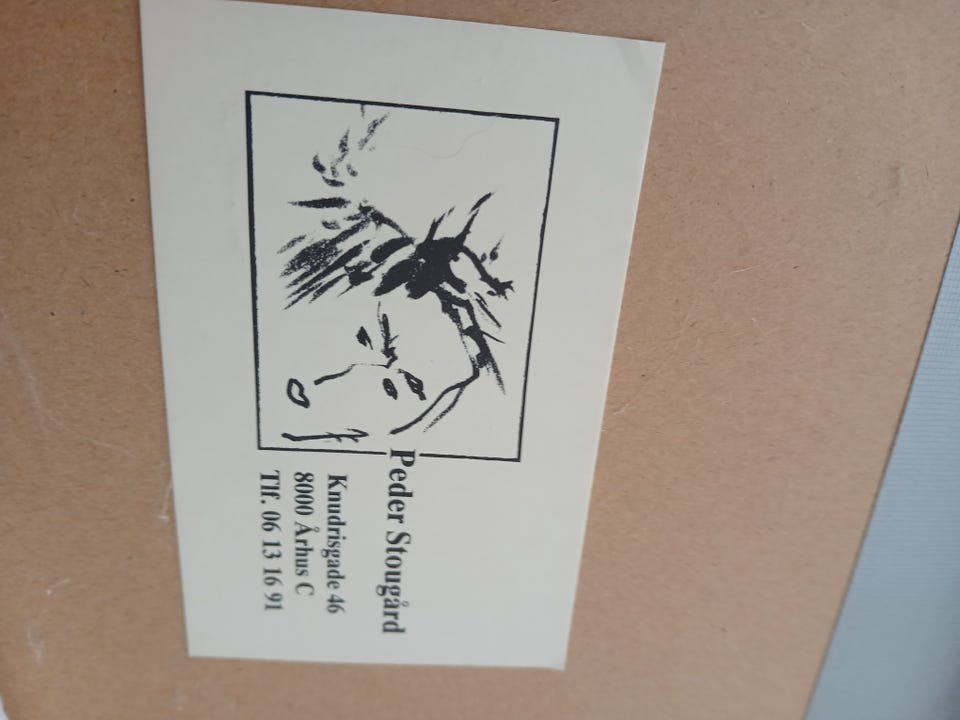 Peder Stougård
Knudrisgade 46
8000 Århus C
Tlf. 06 13 16 91